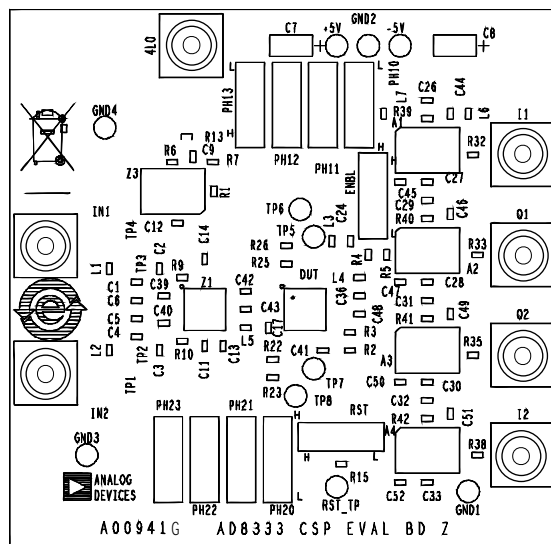 4LO
C7
+5V
GND2
-5V
C8
PH10
L
PH13
H
PH12
PH11
H
L7
C26
C44
R39
A1
L6
I1
R32
GND4
R13
R6
C9
R7
Z3
R1
C12
ENBL
L
C27
C45
C29
C46
R40
Q1
IN1
TP4
TP6
TP5
L3
C24
R26
R25
R4
R5
R33
A2
L1
C2
TP3
C14
R9
Z1
C42
DUT
L4
C47
C28
C1
C39
C6
C36
C31
C49
C43
C17
C48
R41
Q2
C5
C40
C4
L5
R3
R2
L2
R10
C11
C13
R22
C41
A3
R35
TP1
TP2
C3
R23
TP7
TP8
C50
C30
C32
C51
IN2
PH23
PH21
H
RST
R42
A4
I2
GND3
H
L
R38
R15
ANALOG
DEVICES
PH22
PH20
L
RST_TP
C52
C33
GND1
A00941G AD8333 CSP EVAL BD Z